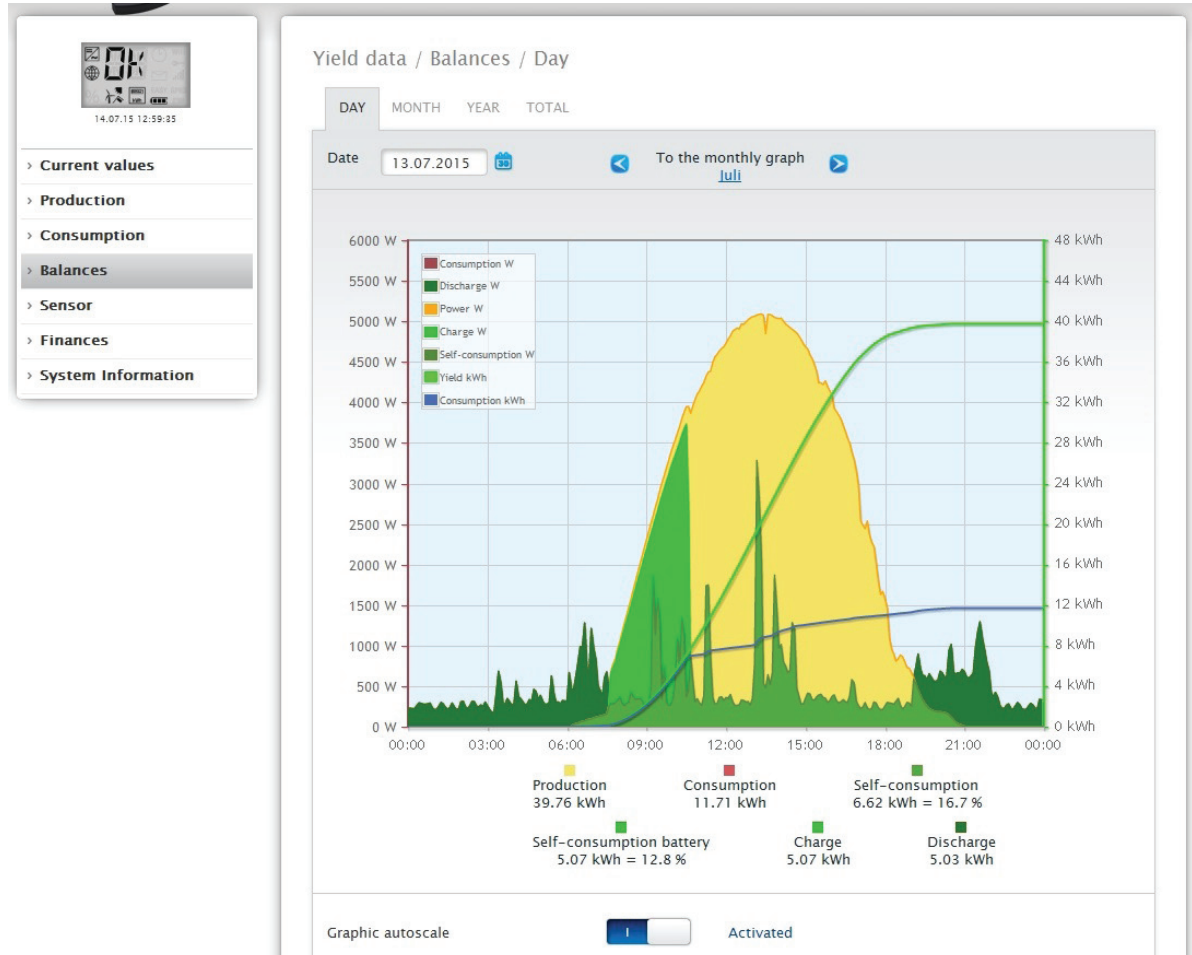 OK
14.07.15 12:59:35
› Current values
› Production
› Consumption
› Balances
› Sensor
› Finances
› System Information
Yield data / Balances / Day
DAY MONTH YEAR TOTAL
Date 13.07.2015 To the monthly graph
Juli
6000 W 48 kWh
Consumption W
5500 W 44 kWh
Discharge W
Power W
5000 W 40 kWh
Charge W
Self-consumption W
4500 W 36 kWh
Yield kWh
Consumption kWh
4000 W 32 kWh
3500 W 28 kWh
3000 W 24 kWh
2500 W 20 kWh
2000 W 16 kWh
1500 W 12 kWh
1000 W 8 kWh
500 W 4 kWh
0 W 0 kWh
00:00 03:00 06:00 09:00 12:00 15:00 18:00 21:00 00:00
Production Consumption Self-consumption
39.76 kWh 11.71 kWh 6.62 kWh = 16.7 %
Self-consumption battery Charge Discharge
5.07 kWh = 12.8 % 5.07 kWh 5.03 kWh
Graphic autoscale I Activated